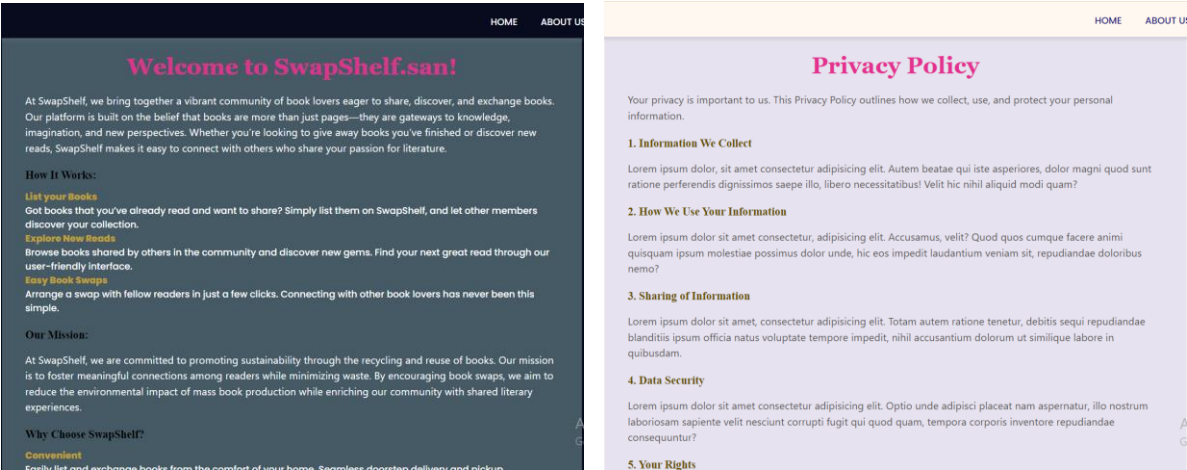 HOME ABOUT US
Welcome to SwapShelf.san!
At SwapShelf, we bring together a vibrant community of book lovers eager to share, discover, and exchange books.
Our platform is built on the belief that books are more than just pages—they are gateways to knowledge,
imagination, and new perspectives. Whether you're looking to give away books you've finished or discover new
reads, SwapShelf makes it easy to connect with others who share your passion for literature.
How It Works:
List your Books
Got books that you've already read and want to share? Simply list them on SwapShelf, and let other members
discover your collection.
Explore New Reads
Browse books shared by others in the community and discover new gems. Find your next great read through our
user-friendly interface.
Easy Book Swaps
Arrange a swap with fellow readers in just a few clicks. Connecting with other book lovers has never been this
simple.
Our Mission:
At SwapShelf, we are committed to promoting sustainability through the recycling and reuse of books. Our mission
is to foster meaningful connections among readers while minimizing waste. By encouraging book swaps, we aim to
reduce the environmental impact of mass book production while enriching our community with shared literary
experiences.
Why Choose SwapShelf?
Convenient
Easily list and exchange books from the comfort of your home. Seamless doorstep delivery and pickup
HOME ABOUT US
Privacy Policy
Your privacy is important to us. This Privacy Policy outlines how we collect, use, and protect your personal
information.
1. Information We Collect
Lorem ipsum dolor, sit amet consectetur adipisicing elit. Autem beatae qui iste asperiores, dolor magni quod sunt
ratione perferendis dignissimos saepe illo, libero necessitatibus! Velit hic nihil aliquid modi quam?
2. How We Use Your Information
Lorem ipsum dolor sit amet consectetur, adipisicing elit. Accusamus, velit? Quod quos cumque facere animi
quisquam ipsum molestiae possimus dolor unde, hic eos impedit laudantium veniam sit, repudiandae doloribus
nemo?
3. Sharing of Information
Lorem ipsum dolor sit amet, consectetur adipisicing elit. Totam autem ratione tenetur, debitis sequi repudiandae
blanditiis ipsum officia natus voluptate tempore impedit, nihil accusantium dolorum ut similique labore in
quibusdam.
4. Data Security
Lorem ipsum dolor sit amet consectetur adipisicing elit. Optio unde adipisci placeat nam aspernatur, illo nostrum
laboriosam sapiente velit nesciunt corrupti fugit qui quod quam, tempora corporis inventore repudiandae
consequuntur?
5. Your Rights